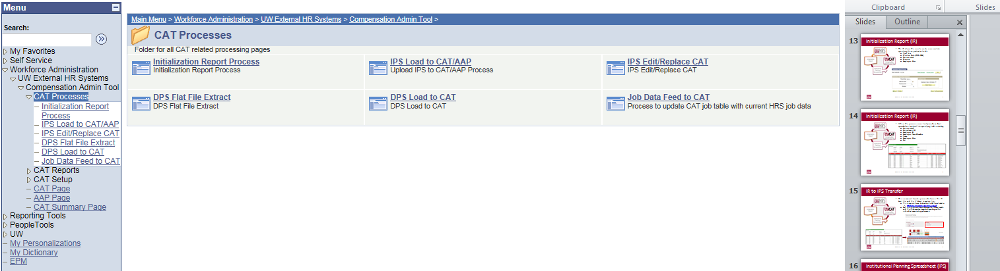 Menu
Search:
My Favorites
Self Service
Workforce Administration
UW External HR Systems
Compensation Admin Tool
CAT Processes
Initialization Report
Process
IPS Load to CAT/AAP
IPS Edit/Replace CAT
DPS Flat File Extract
DPS Load to CAT
Job Data Feed to CAT
CAT Reports
CAT Setup
CAT Page
AAP Page
CAT Summary Page
Reporting Tools
PeopleTools
UW
My Personalizations
My Dictionary
EPM
Main Menu > Workforce Administration > UW External HR Systems > Compensation Admin Tool >
CAT Processes
Folder for all CAT related processing pages
Initialization Report Process
Initialization Report Process
IPS Load to CAT/AAP
Upload IPS to CAT/AAP Process
IPS Edit/Replace CAT
IPS Edit/Replace CAT
DPS Flat File Extract
DPS Flat File Extract
DPS Load to CAT
DPS Load to CAT
Job Data Feed to CAT
Process to update CAT job table with current HRS job data
Clipboard
Slides
Slides
Outline
13
Initialization Report (IR)
14
Initialization Report (IR)
15
IR to IPS Transfer
16
Institutional Planning Spreadsheet (IPS)